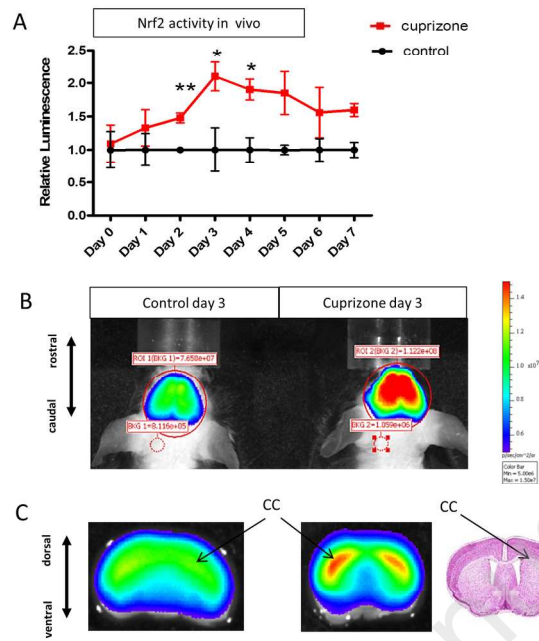 A
Nrf2 activity in vivo
cuprizone
control
Relative Luminescence
2.5
2.0
1.5
1.0
0.5
0.0
**
*
*
Day 0
Day 1
Day 2
Day 3
Day 4
Day 5
Day 6
Day 7
B
Control day 3
Cuprizone day 3
rostral
caudal
ROI 1(BKG 1)=7.658e+07
BKG 1=8.116e+05
ROI 2(BKG 2)=1.122e+08
BKG 2=1.059e+06
1.4
1.2
1.0
x10⁷
0.8
0.6
p/sec/cm^2/sr
Color Bar
Min = 5.00e6
Max = 1.50e7
C
CC
CC
dorsal
ventral